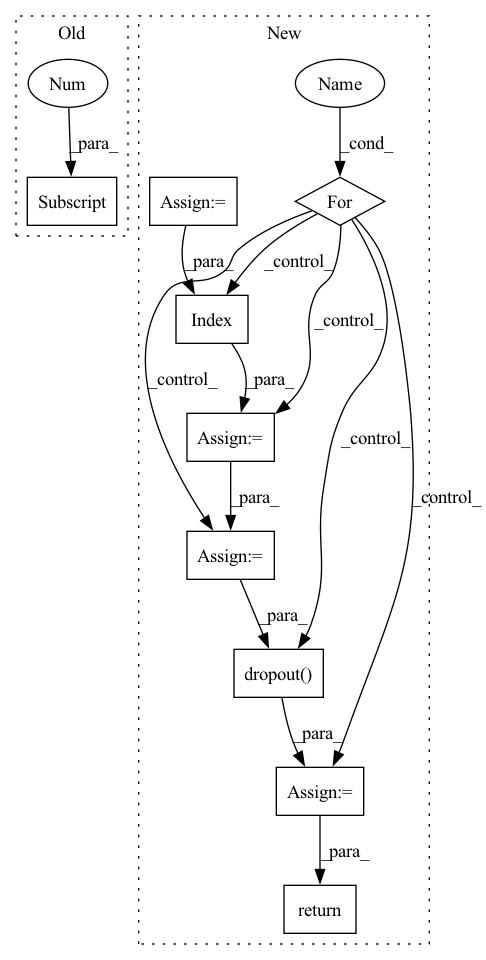 Old
New
Num
Name
_para_
_cond_
Subscript
Assign:=
For
_para_
_control_
Index
_control_
_control_
_para_
_control_
_control_
Assign:=
_para_
Assign:=
_para_
dropout()
_para_
Assign:=
_para_
return